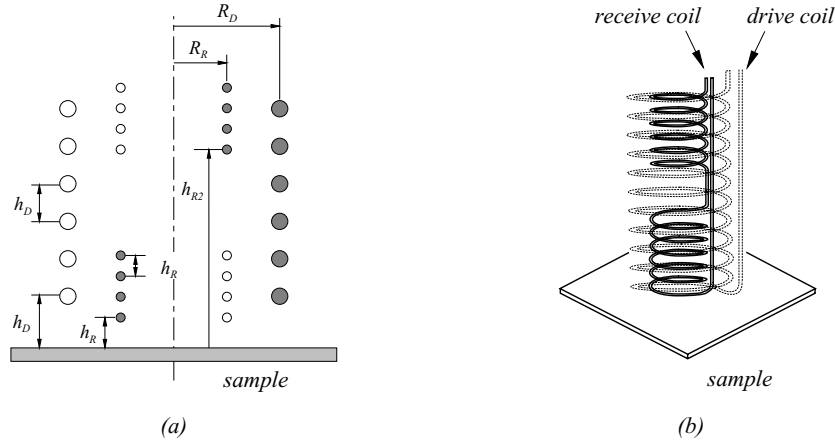 R_D
R_R
h_D
h_R2
h_R
h_D
h_R
sample
(a)
receive coil
drive coil
sample
(b)